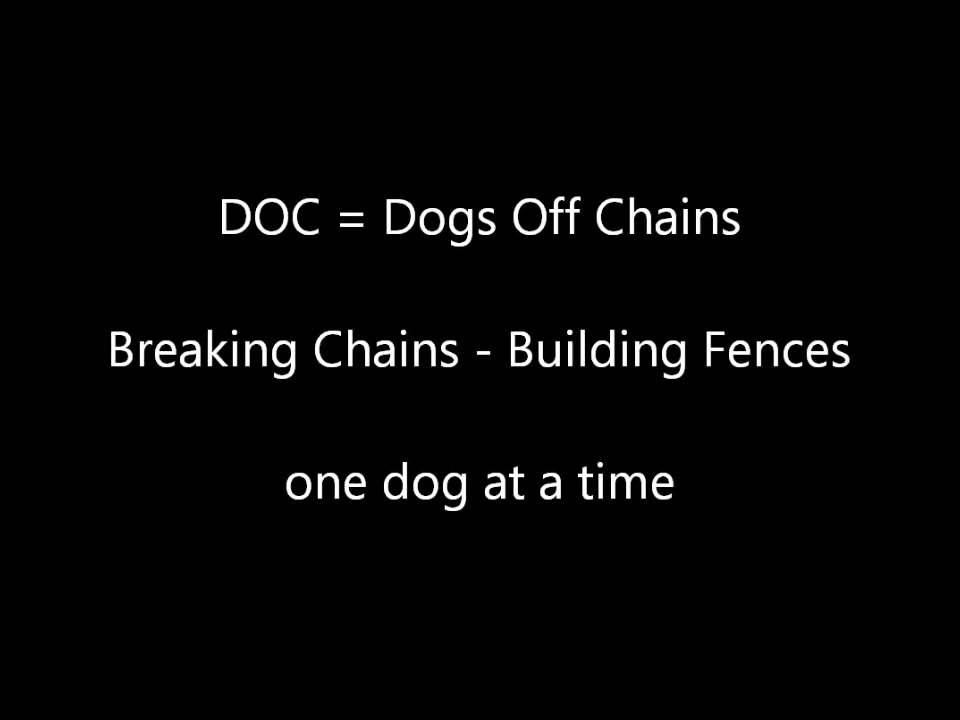 DOC = Dogs Off Chains
Breaking Chains - Building Fences
one dog at a time